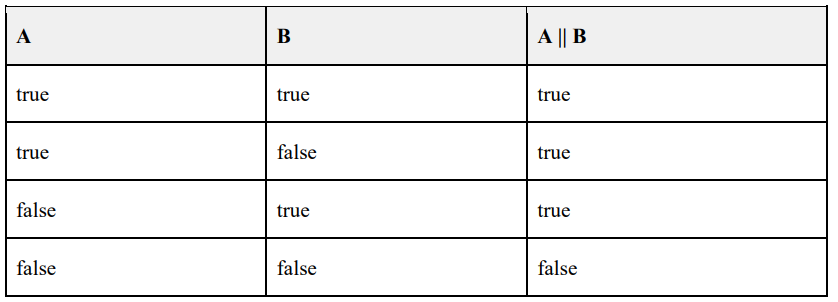 A B A || B
true true true
true false true
false true true
false false false